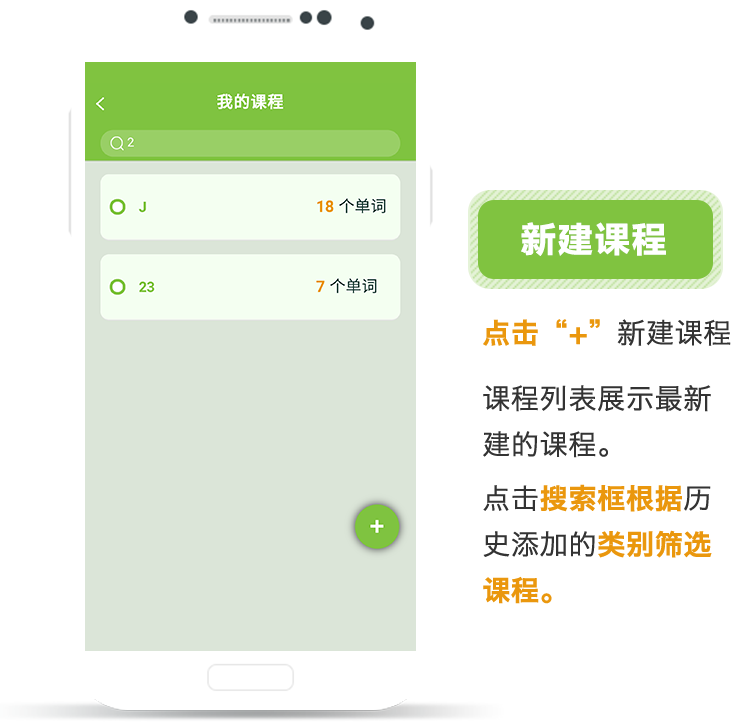 我的课程
2
J 18 个单词
23 7 个单词
+
新建课程
点击“+”新建课程
课程列表展示最新
建的课程。
点击搜索框根据历
史添加的类别筛选
课程。